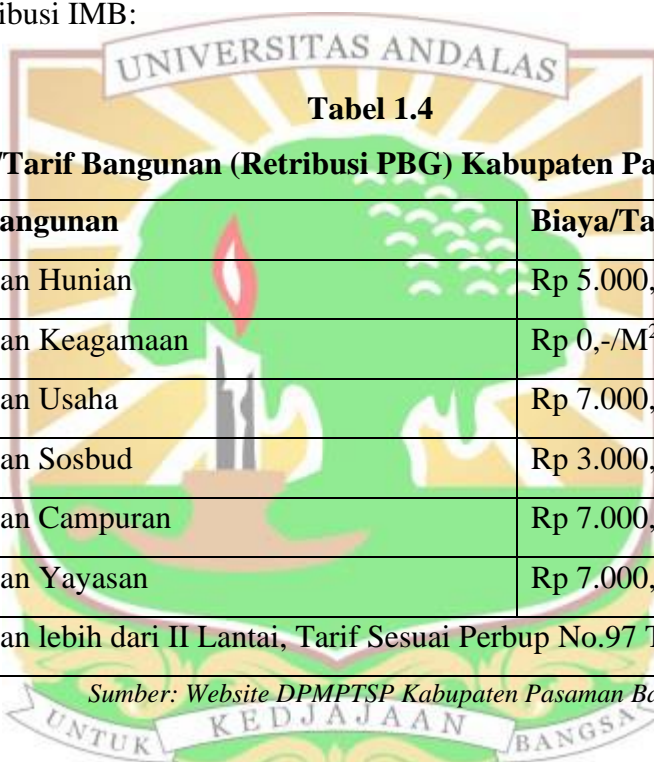 ibusi IMB:
UNIVERSITAS ANDALAS
Tabel 1.4
/Tarif Bangunan (Retribusi PBG) Kabupaten Pa
angunan Biaya/Ta
an Hunian Rp 5.000,
an Keagamaan Rp 0,-/M²
an Usaha Rp 7.000,
an Sosbud Rp 3.000,
an Campuran Rp 7.000,
an Yayasan Rp 7.000,
an lebih dari II Lantai, Tarif Sesuai Perbup No.97 T
Sumber: Website DPMPTSP Kabupaten Pasaman Ba
UNTUK KEDJAJAAN BANGSA